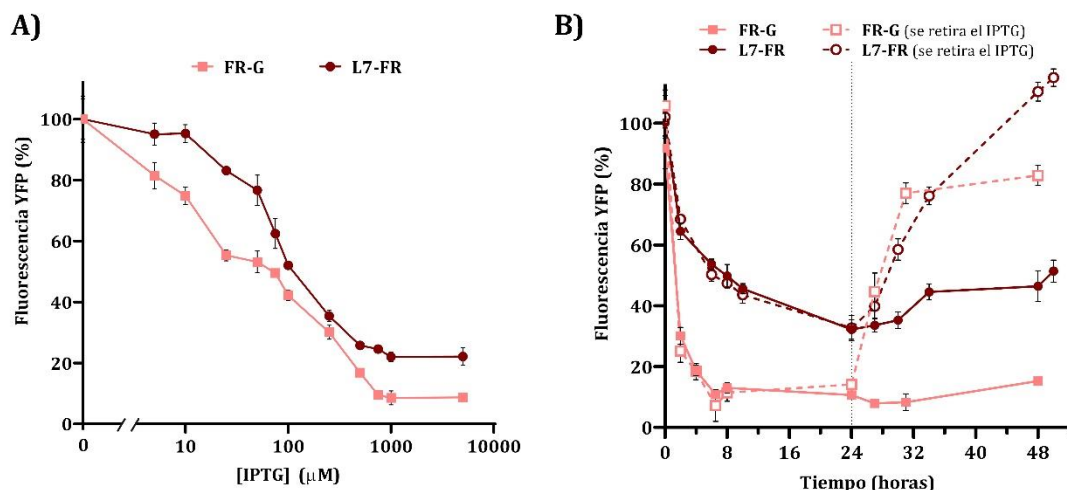 A)
FR-G L7-FR
100
80
60
40
20
0
Fluorescencia YFP (%)
0 10 100 1000 10000
[IPTG] (μM)
B)
FR-G FR-G (se retira el IPTG)
L7-FR L7-FR (se retira el IPTG)
100
80
60
40
20
0
Fluorescencia YFP (%)
0 8 16 24 32 40 48
Tiempo (horas)